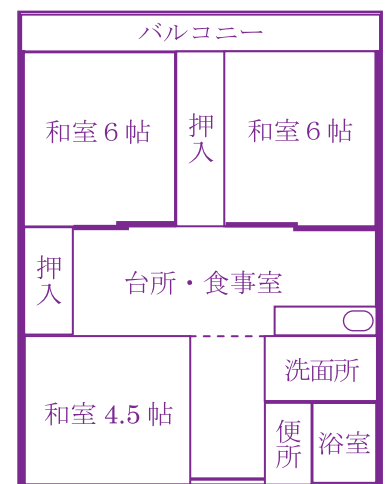 バルコニー
和室6帖
押入
和室6帖
押入
台所・食事室
洗面所
和室 4.5 帖
便所
浴室